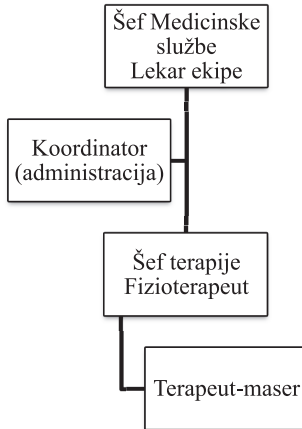 Šef Medicinske
službe
Lekar ekipe
Koordinator
(administracija)
Šef terapije
Fizioterapeut
Terapeut-maser